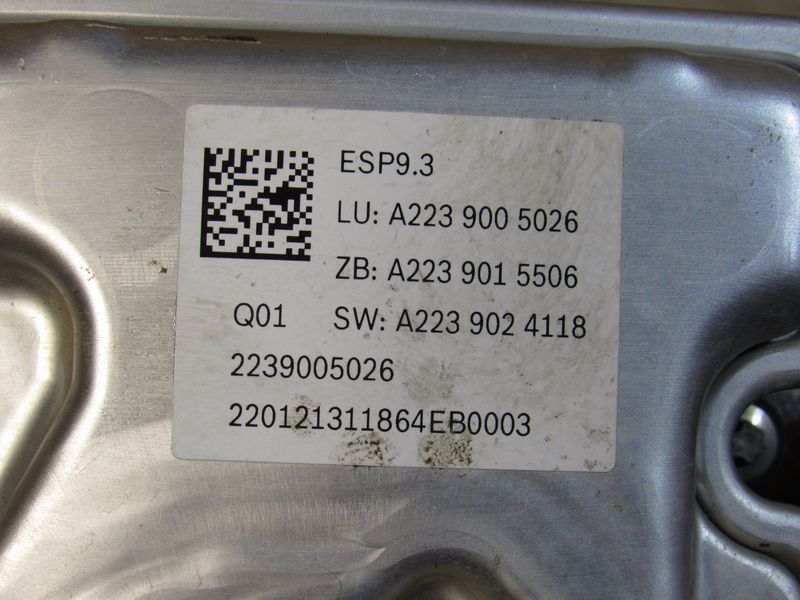 ESP9.3
LU: A223 900 5026
ZB: A223 901 5506
Q01 SW: A223 902 4118
2239005026
220121311864EB0003